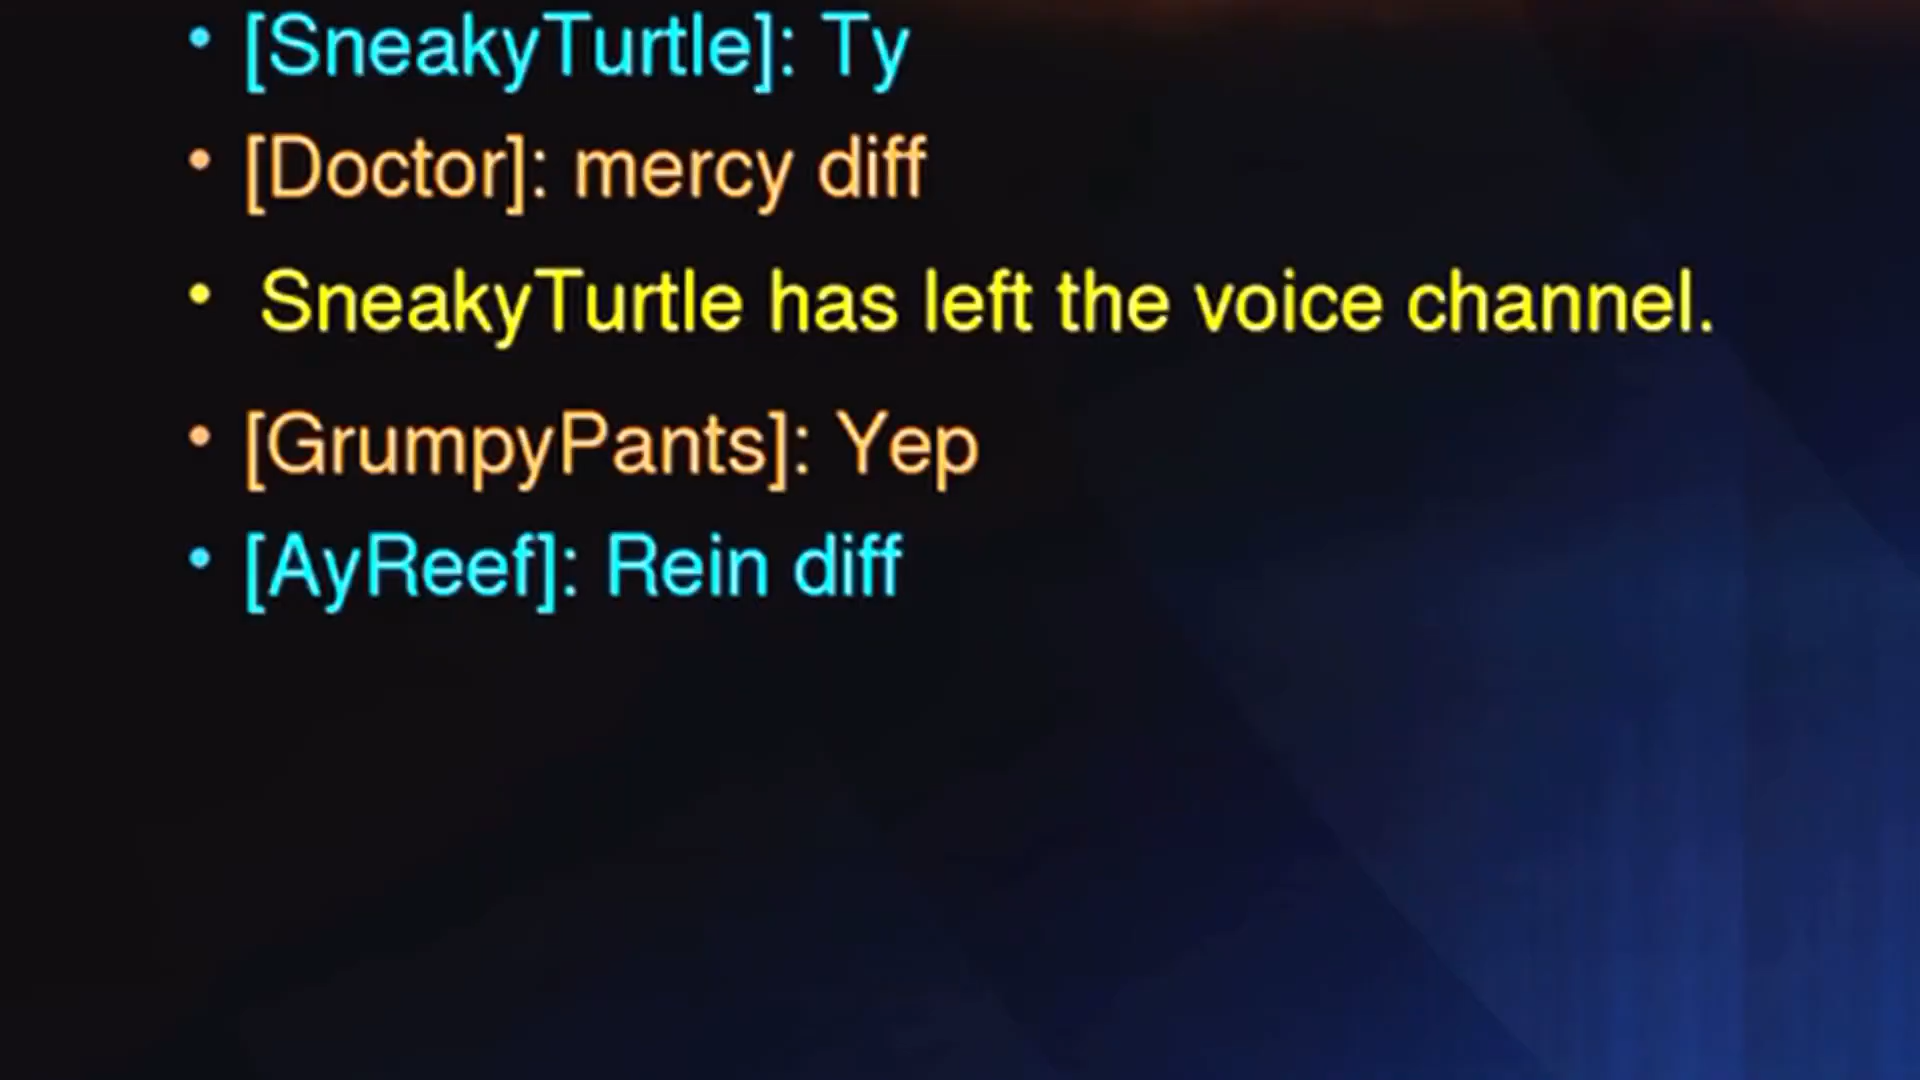 • [SneakyTurtle]: Ty
• [Doctor]: mercy diff
• SneakyTurtle has left the voice channel.
• [GrumpyPants]: Yep
• [AyReef]: Rein diff